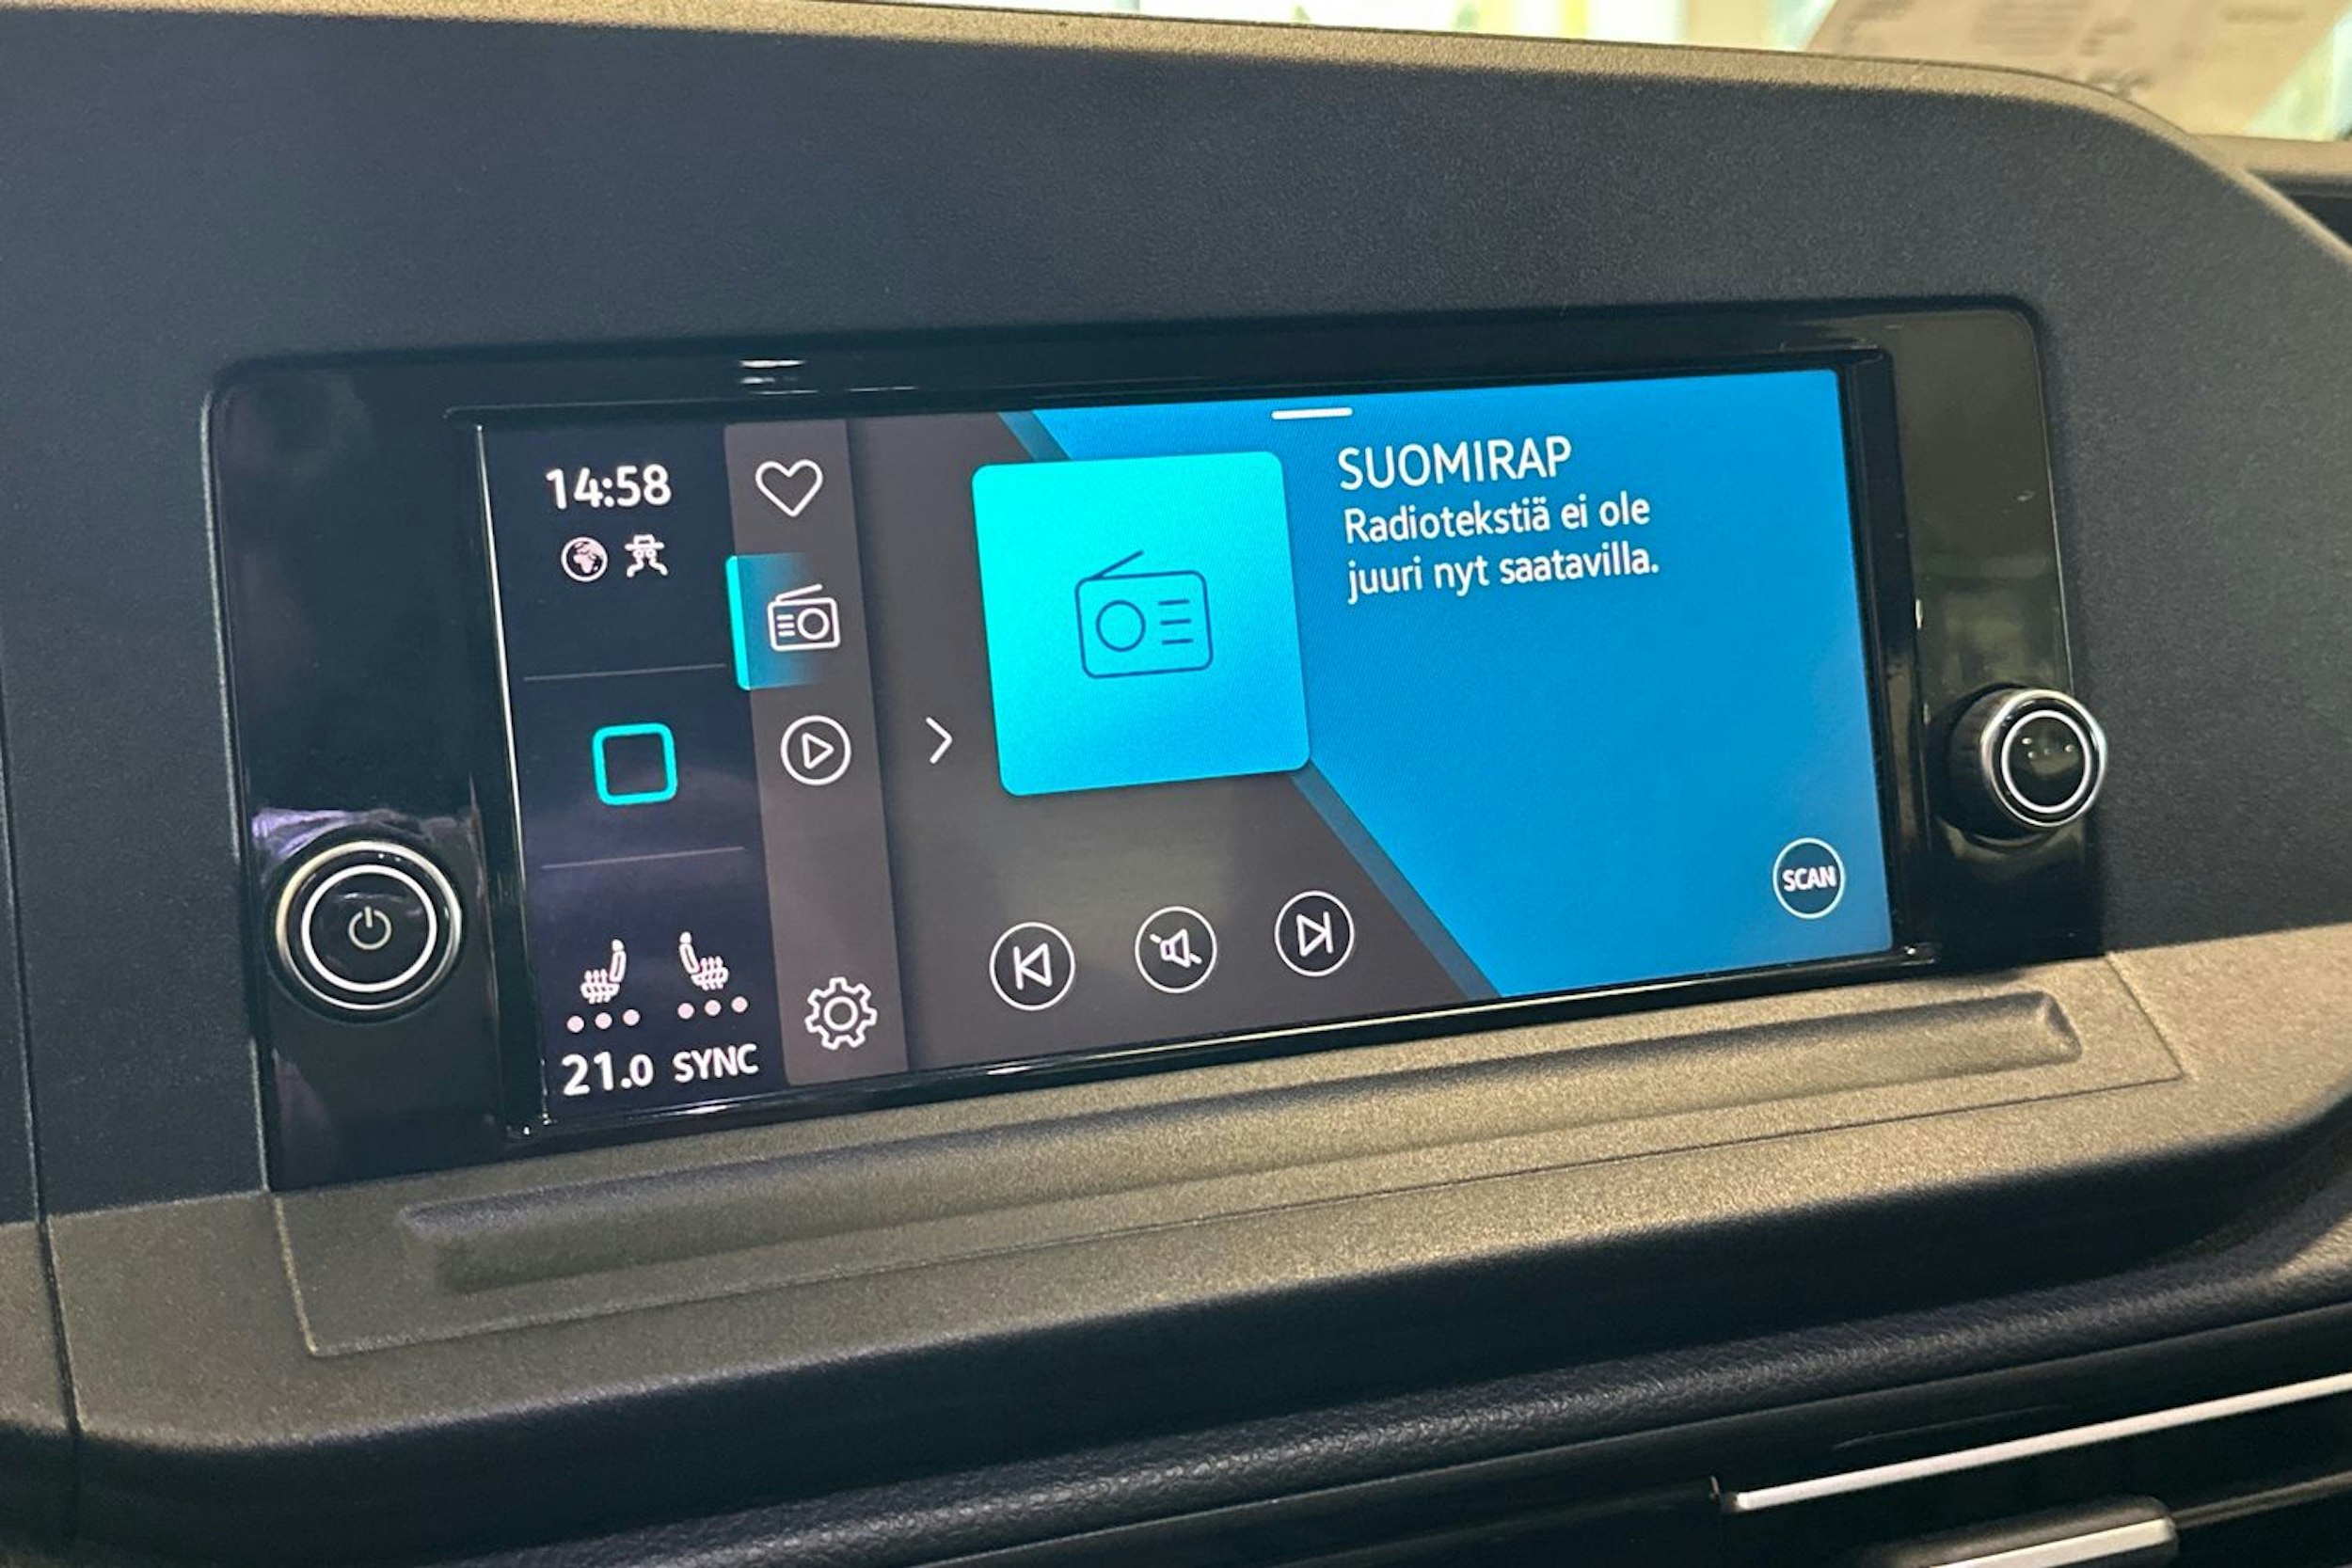 14:58
SUOMIRAP
Radiotekstiä ei ole
juuri nyt saatavilla.
SCAN
21.0 SYNC